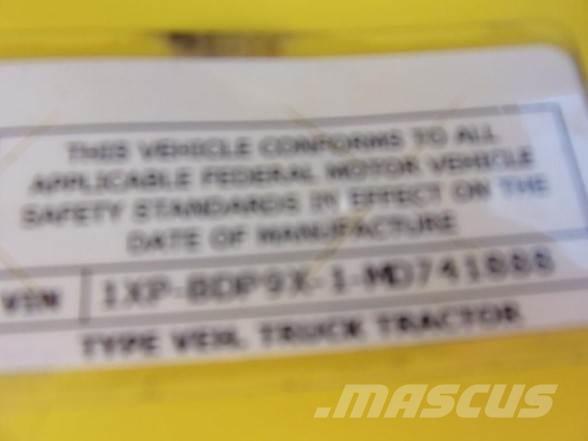 THIS VEHICLE CONFORMS TO ALL
APPLICABLE FEDERAL MOTOR VEHICLE
SAFETY STANDARDS IN EFFECT ON THE
DATE OF MANUFACTURE
VIN
TYPE VEH. TRUCK TRACTOR
MASCUS